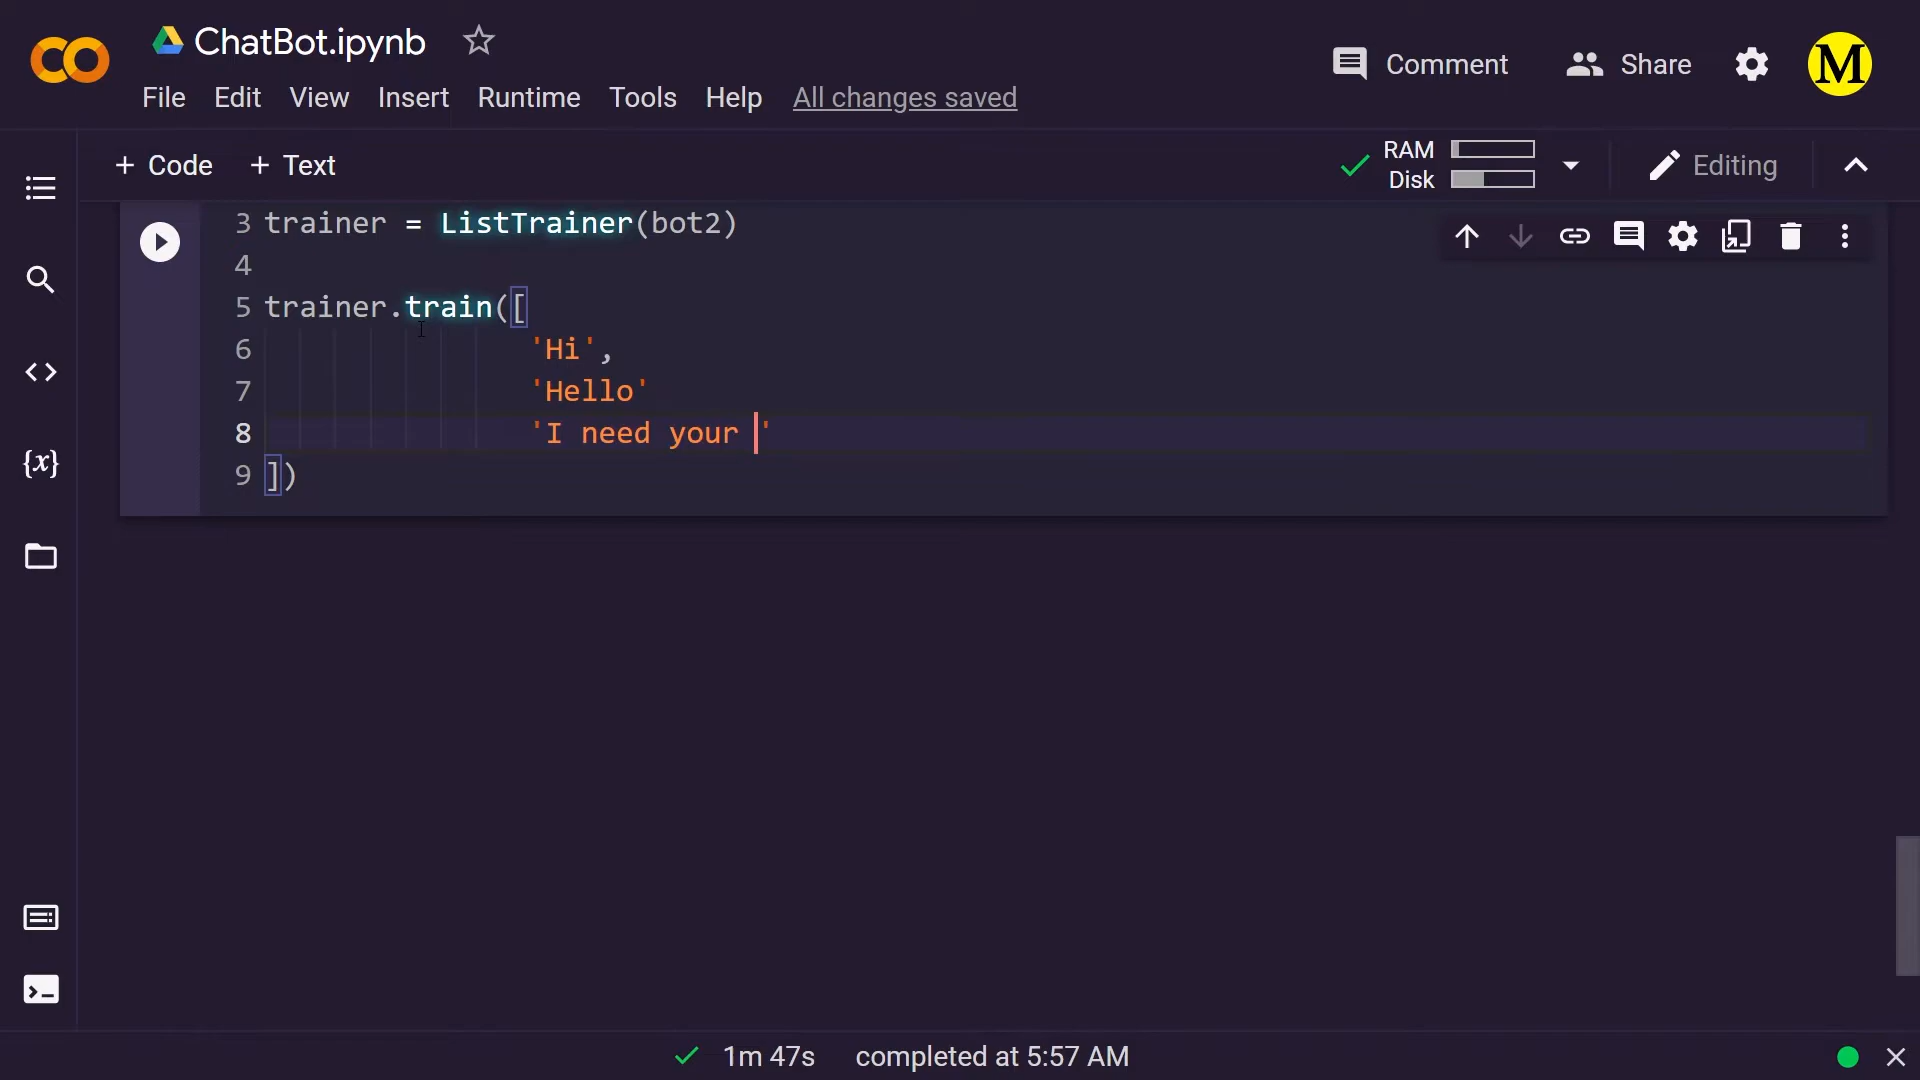 ChatBot.ipynb
File Edit View Insert Runtime Tools Help All changes saved
Comment Share M
+ Code + Text
RAM
Disk
Editing
3 trainer = ListTrainer(bot2)
4
5 trainer.train([
6 'Hi',
7 'Hello'
8 'I need your '
9 ])
{x}
1m 47s completed at 5:57 AM